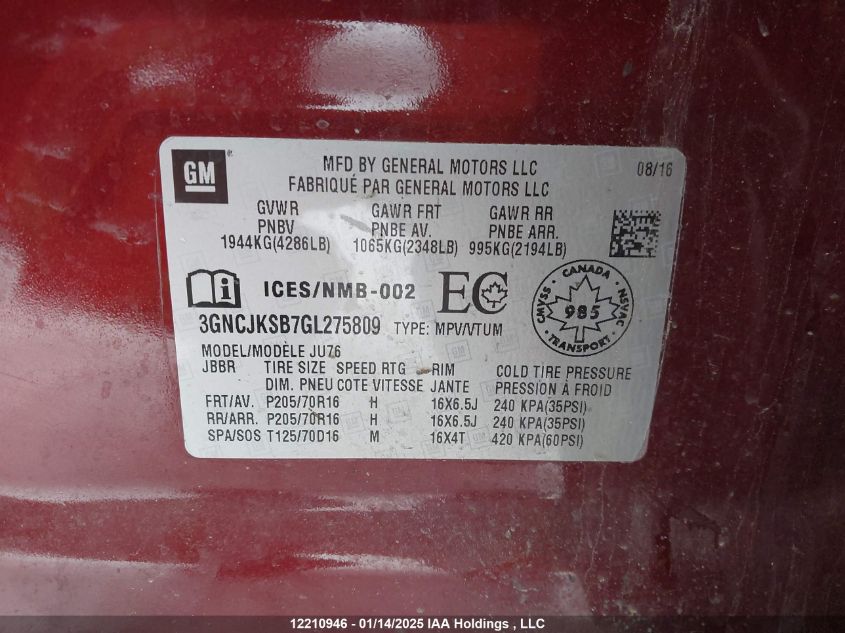 GM
MFD BY GENERAL MOTORS LLC 08/16
FABRIQUÉ PAR GENERAL MOTORS LLC
GVWR GAWR FRT GAWR RR
PNBV PNBE AV. PNBE ARR.
1944KG(4286LB) 1065KG(2348LB) 995KG(2194LB)
ICES/NMB-002 EC
CANADA
CMVSS 985 NSVAC
TRANSPORT
3GNCJKSB7GL275809 TYPE: MPV/VTUM
MODEL/MODÈLE JU76
JBBR TIRE SIZE SPEED RTG RIM COLD TIRE PRESSURE
DIM. PNEU COTE VITESSE JANTE PRESSION À FROID
FRT/AV. P205/70R16 H 16X6.5J 240 KPA(35PSI)
RR/ARR. P205/70R16 H 16X6.5J 240 KPA(35PSI)
SPA/SOS T125/70D16 M 16X4T 420 KPA(60PSI)
12210946 - 01/14/2025 IAA Holdings , LLC